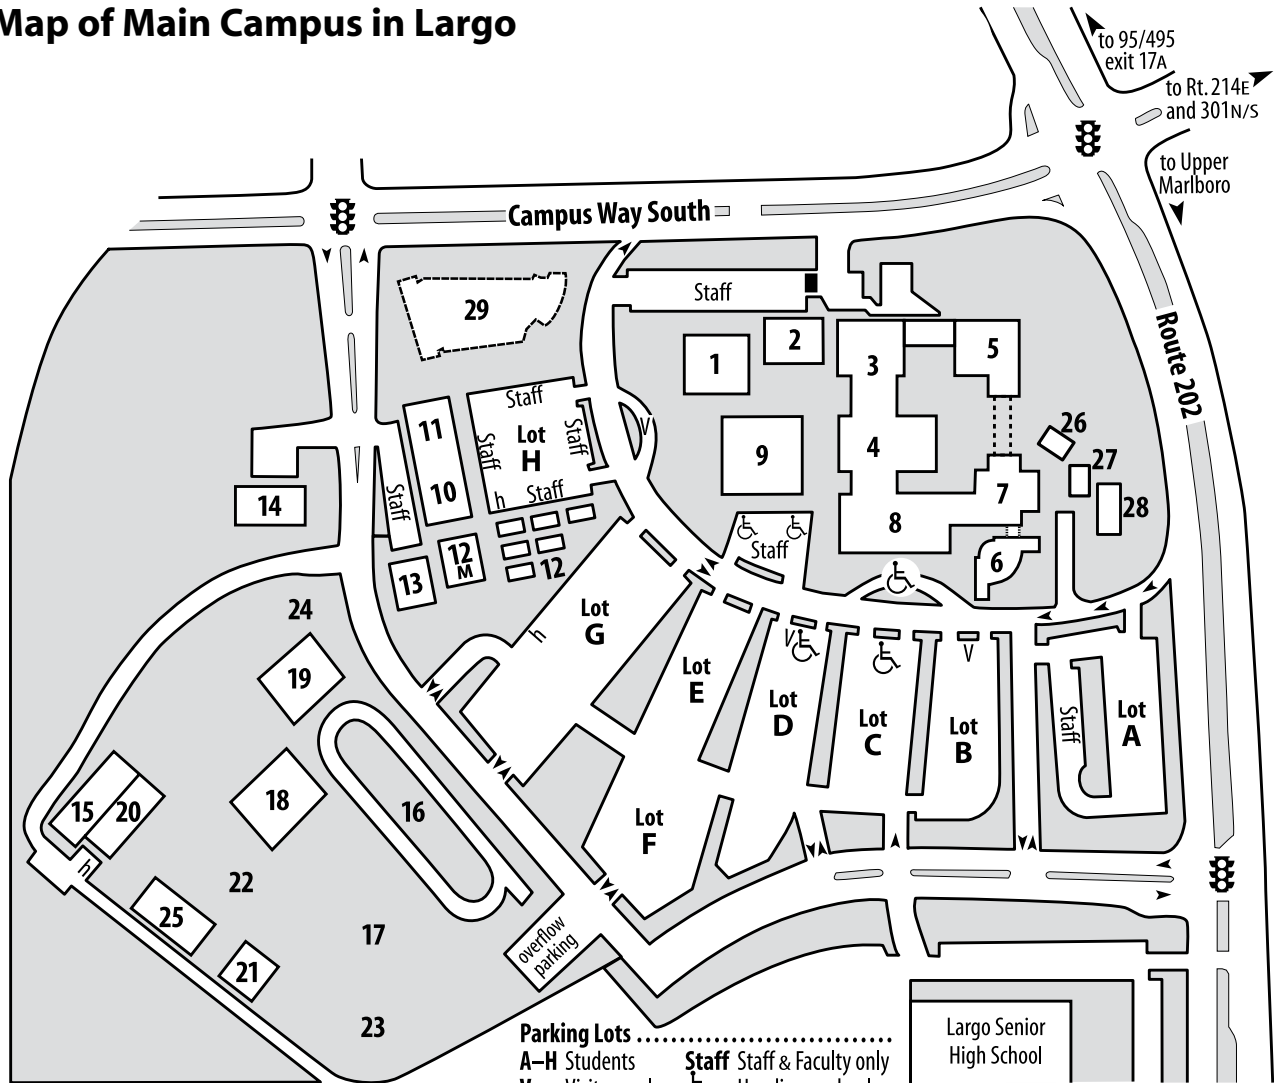 Map of Main Campus in Largo
to 95/495
exit 17A
to Rt. 214E
and 301N/S
to Upper
Marlboro
Campus Way South
Route 202
29
Staff
1
2
3
5
Staff
Lot
H
Staff
Staff
h
Staff
V
11
10
Staff
14
9
4
7
8
6
26
27
28
Staff
13
12
M
12
24
Lot
G
h
Lot
E
V
Lot
D
Lot
C
V
Lot
B
Staff
Lot
A
19
18
16
15
20
h
Lot
F
22
25
17
21
23
overflow
parking
Parking Lots
A–H Students
Staff Staff & Faculty only
Largo Senior
High School